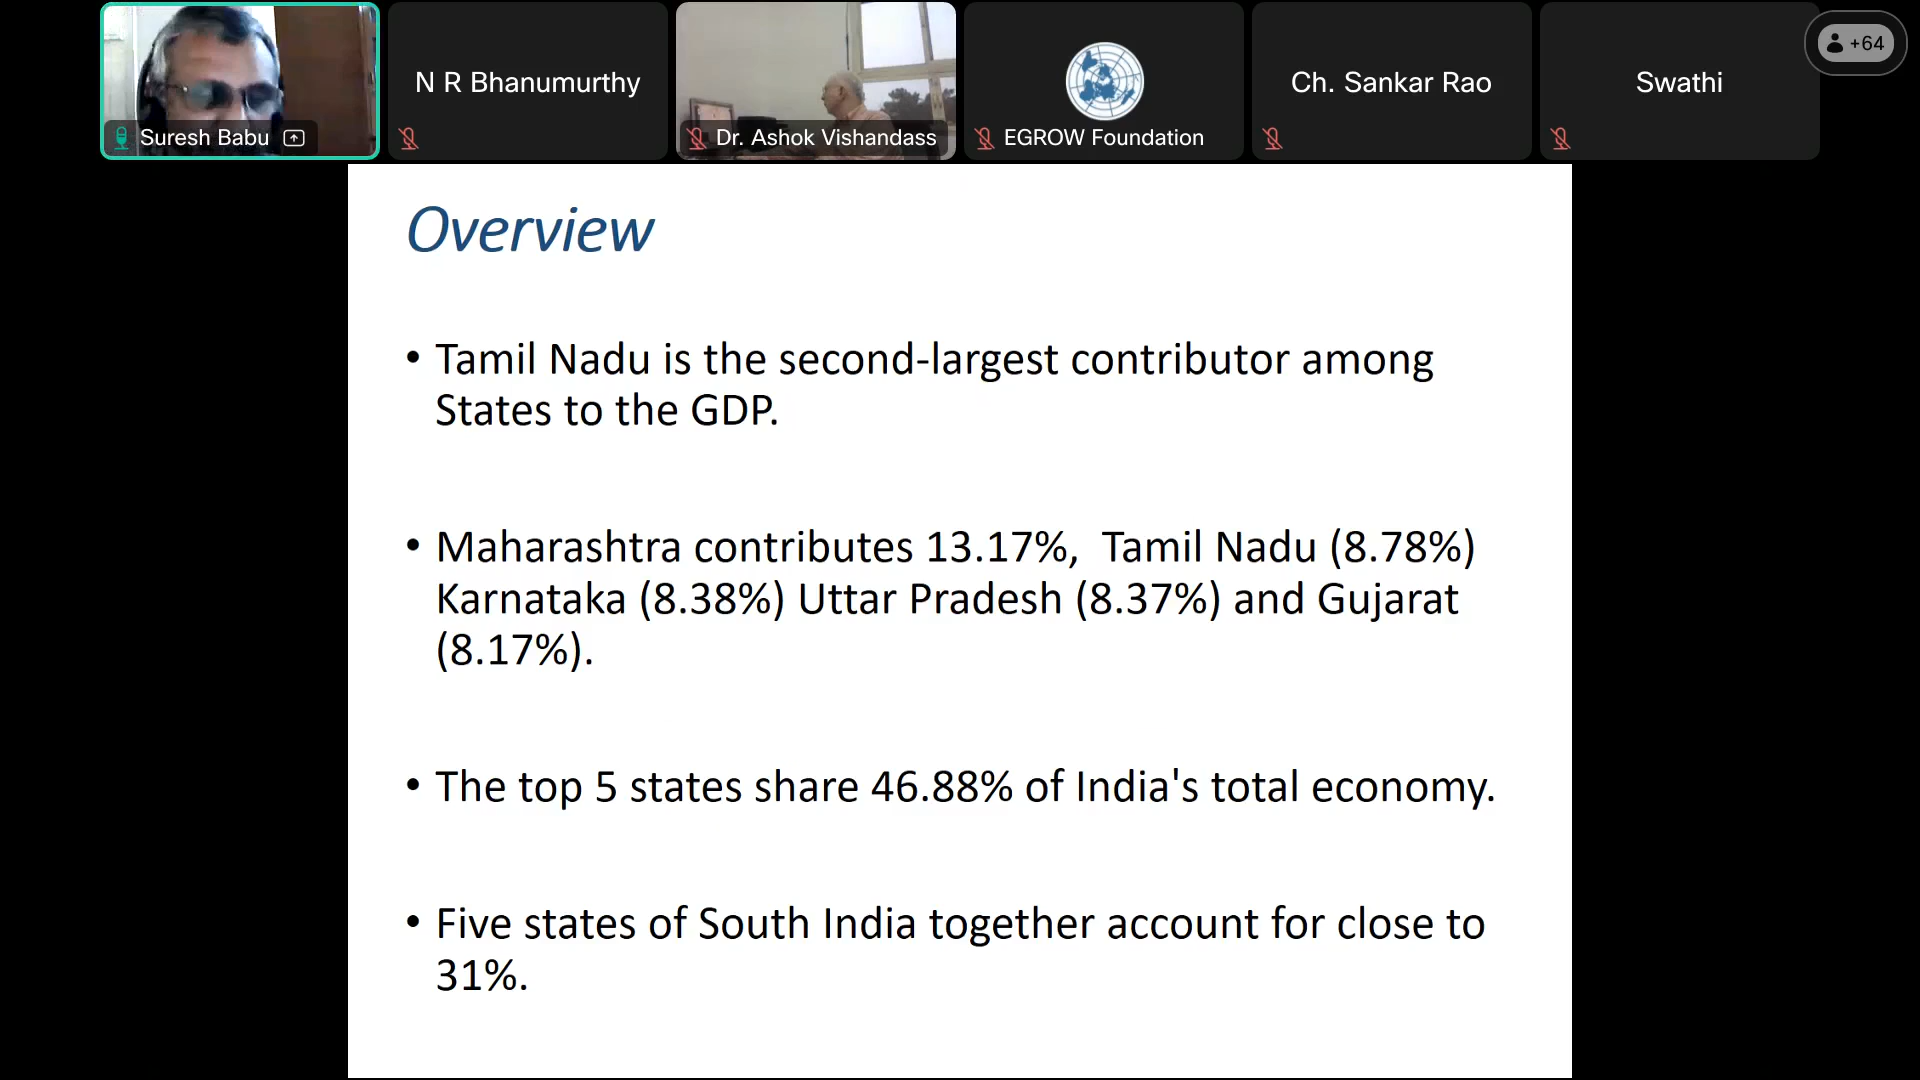 Suresh Babu
N R Bhanumurthy
Dr. Ashok Vishandass
EGROW Foundation
Ch. Sankar Rao
Swathi
+64
Overview
• Tamil Nadu is the second-largest contributor among
States to the GDP.
• Maharashtra contributes 13.17%,  Tamil Nadu (8.78%)
Karnataka (8.38%) Uttar Pradesh (8.37%) and Gujarat
(8.17%).
• The top 5 states share 46.88% of India's total economy.
• Five states of South India together account for close to
31%.